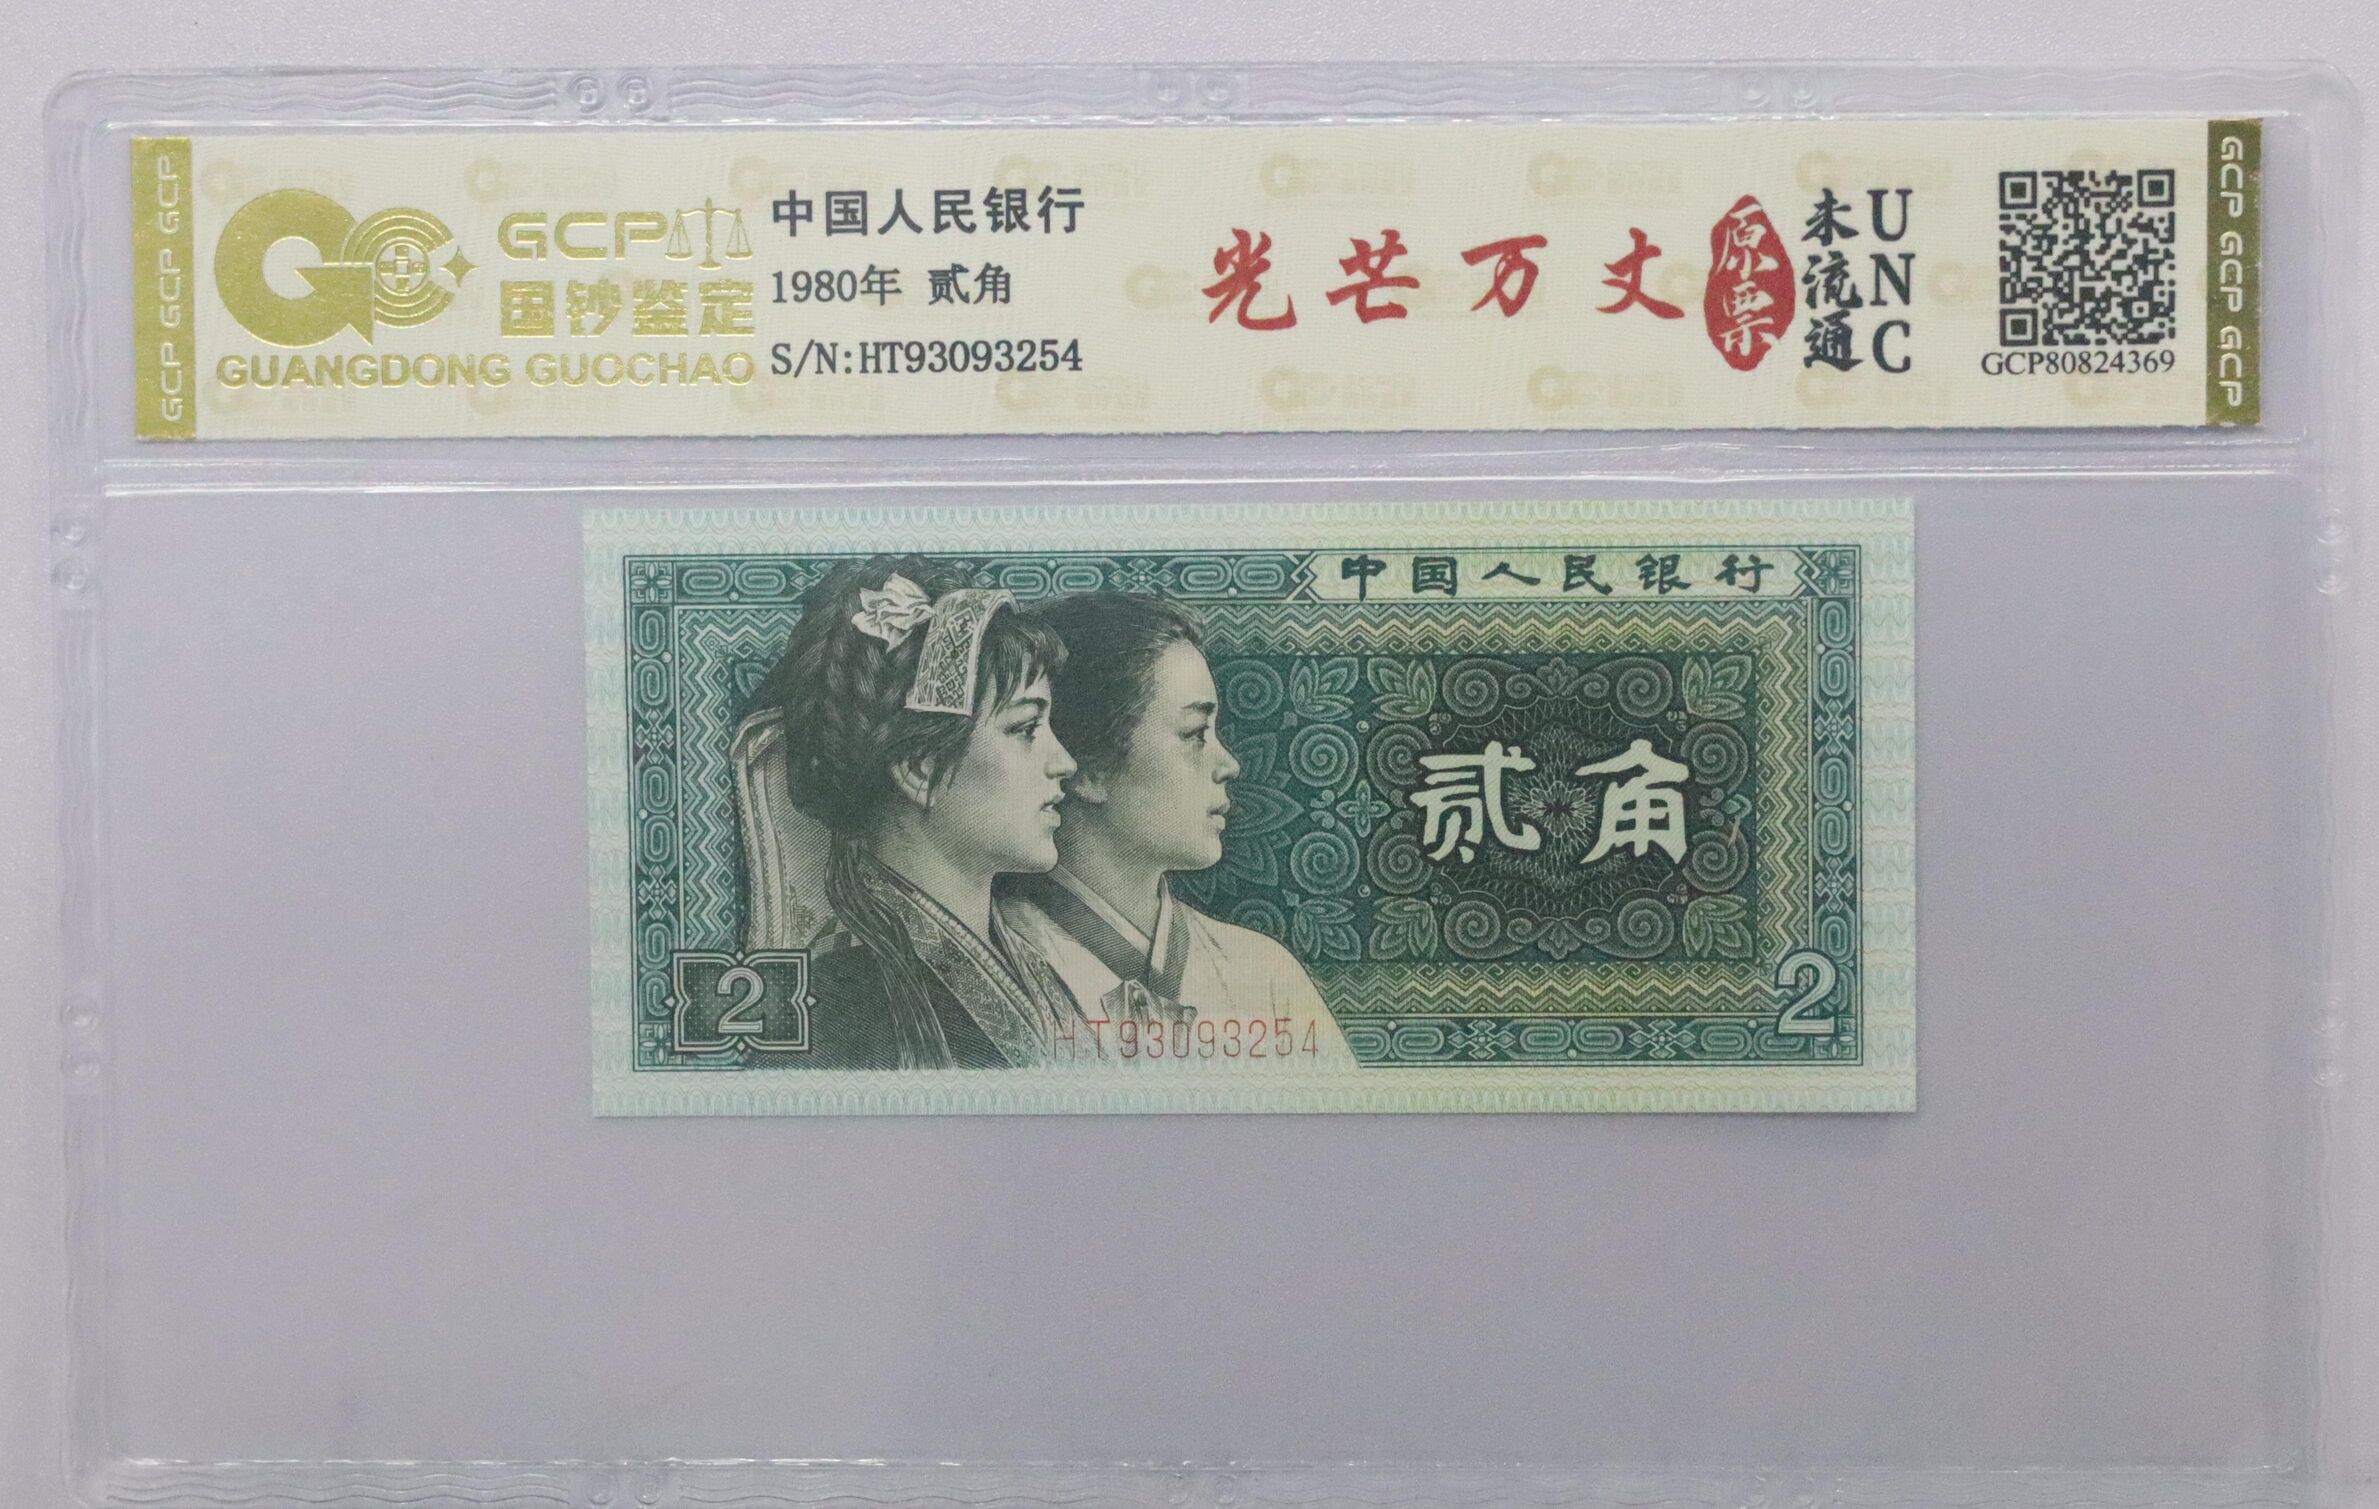 GCP GCP GCP
GCP
国钞鉴定
GUANGDONG GUOCHAO
中国人民银行
1980年 贰角
S/N:HT93093254
光芒万丈
原票
未流通
UNC
GCP80824369
GCP GCP GCP
中国人民银行
贰角
2
2
HT93093254